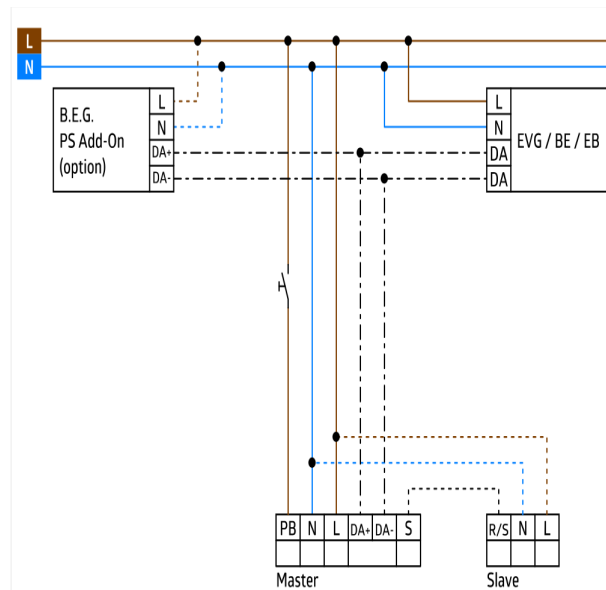 L
N
B.E.G.
PS Add-On
(option)
L
N
DA+
DA-
L
N
DA
DA
EVG / BE / EB
PB N L DA+ DA- S
Master
R/S N L
Slave